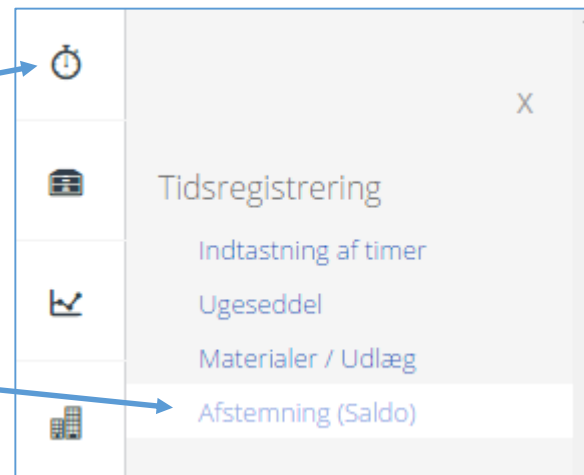 X
Tidsregistrering
Indtastning af timer
Ugeseddel
Materialer / Udlæg
Afstemning (Saldo)